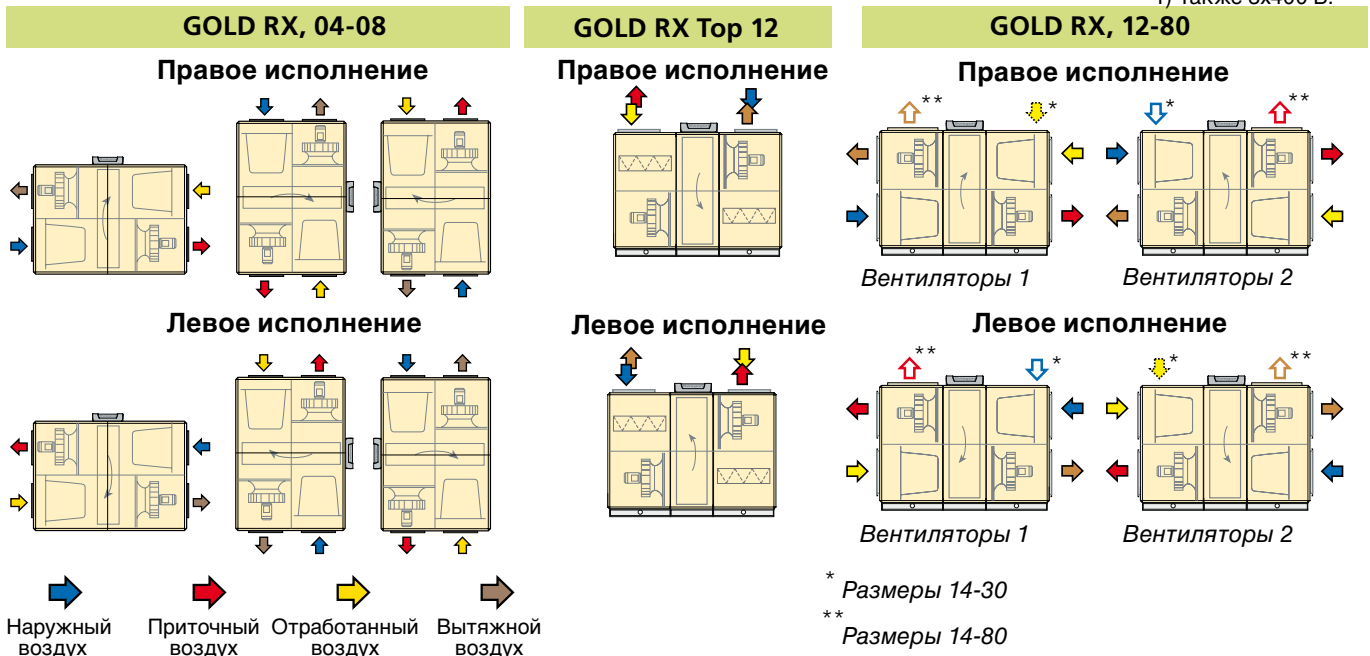 1) Также 3x400 В.
GOLD RX, 04-08
GOLD RX Top 12
GOLD RX, 12-80
Правое исполнение
Правое исполнение
Правое исполнение
**
*
*
**
Вентиляторы 1
Вентиляторы 2
Левое исполнение
Левое исполнение
Левое исполнение
**
*
*
**
Вентиляторы 1
Вентиляторы 2
* Размеры 14-30
** Размеры 14-80
Наружный воздух
Приточный воздух
Отработанный воздух
Вытяжной воздух